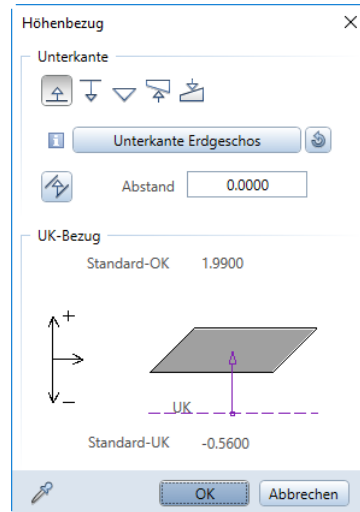 Höhenbezug
Unterkante
Unterkante Erdgeschos
Abstand 0.0000
UK-Bezug
Standard-OK 1.9900
+
UK
−
Standard-UK -0.5600
OK Abbrechen